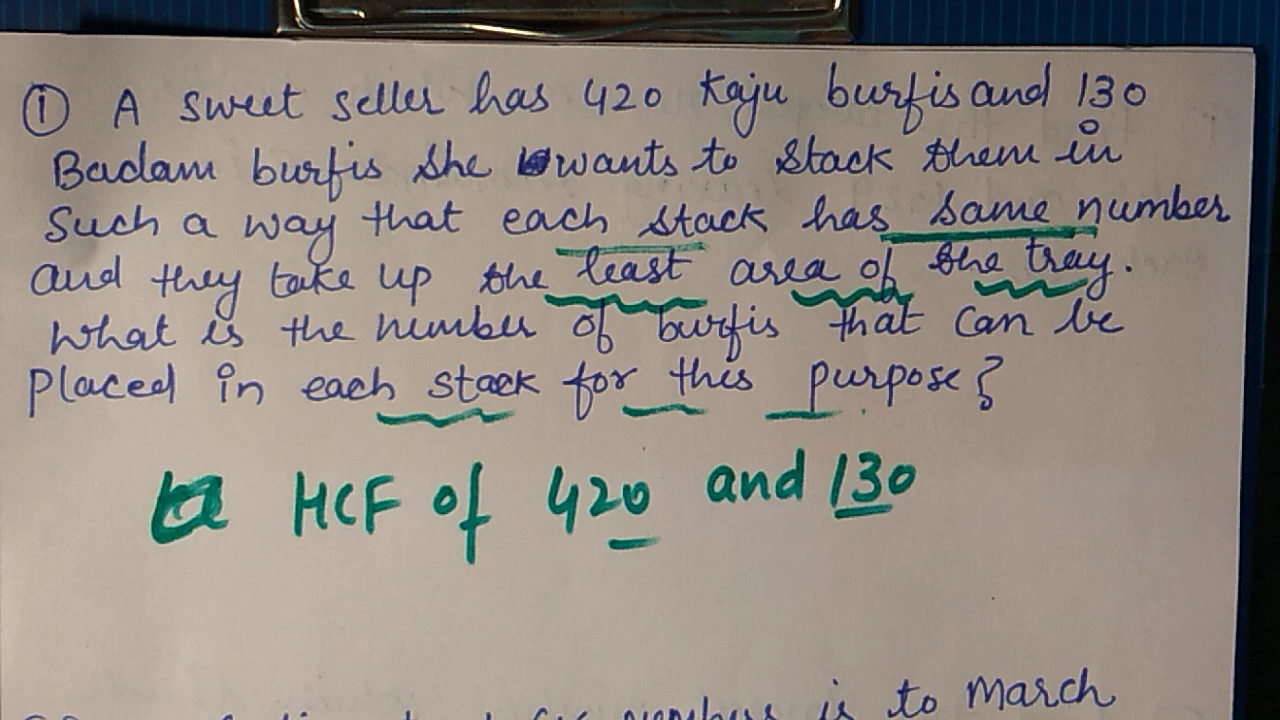 ① A sweet seller has 420 Kaju burfis and 130
Badam burfis she wants to stack them in
such a way that each stack has same number
and they take up the least area of the tray.
what is the number of burfis that can be
placed in each stack for this purpose?
HCF of 420 and 130
is to march